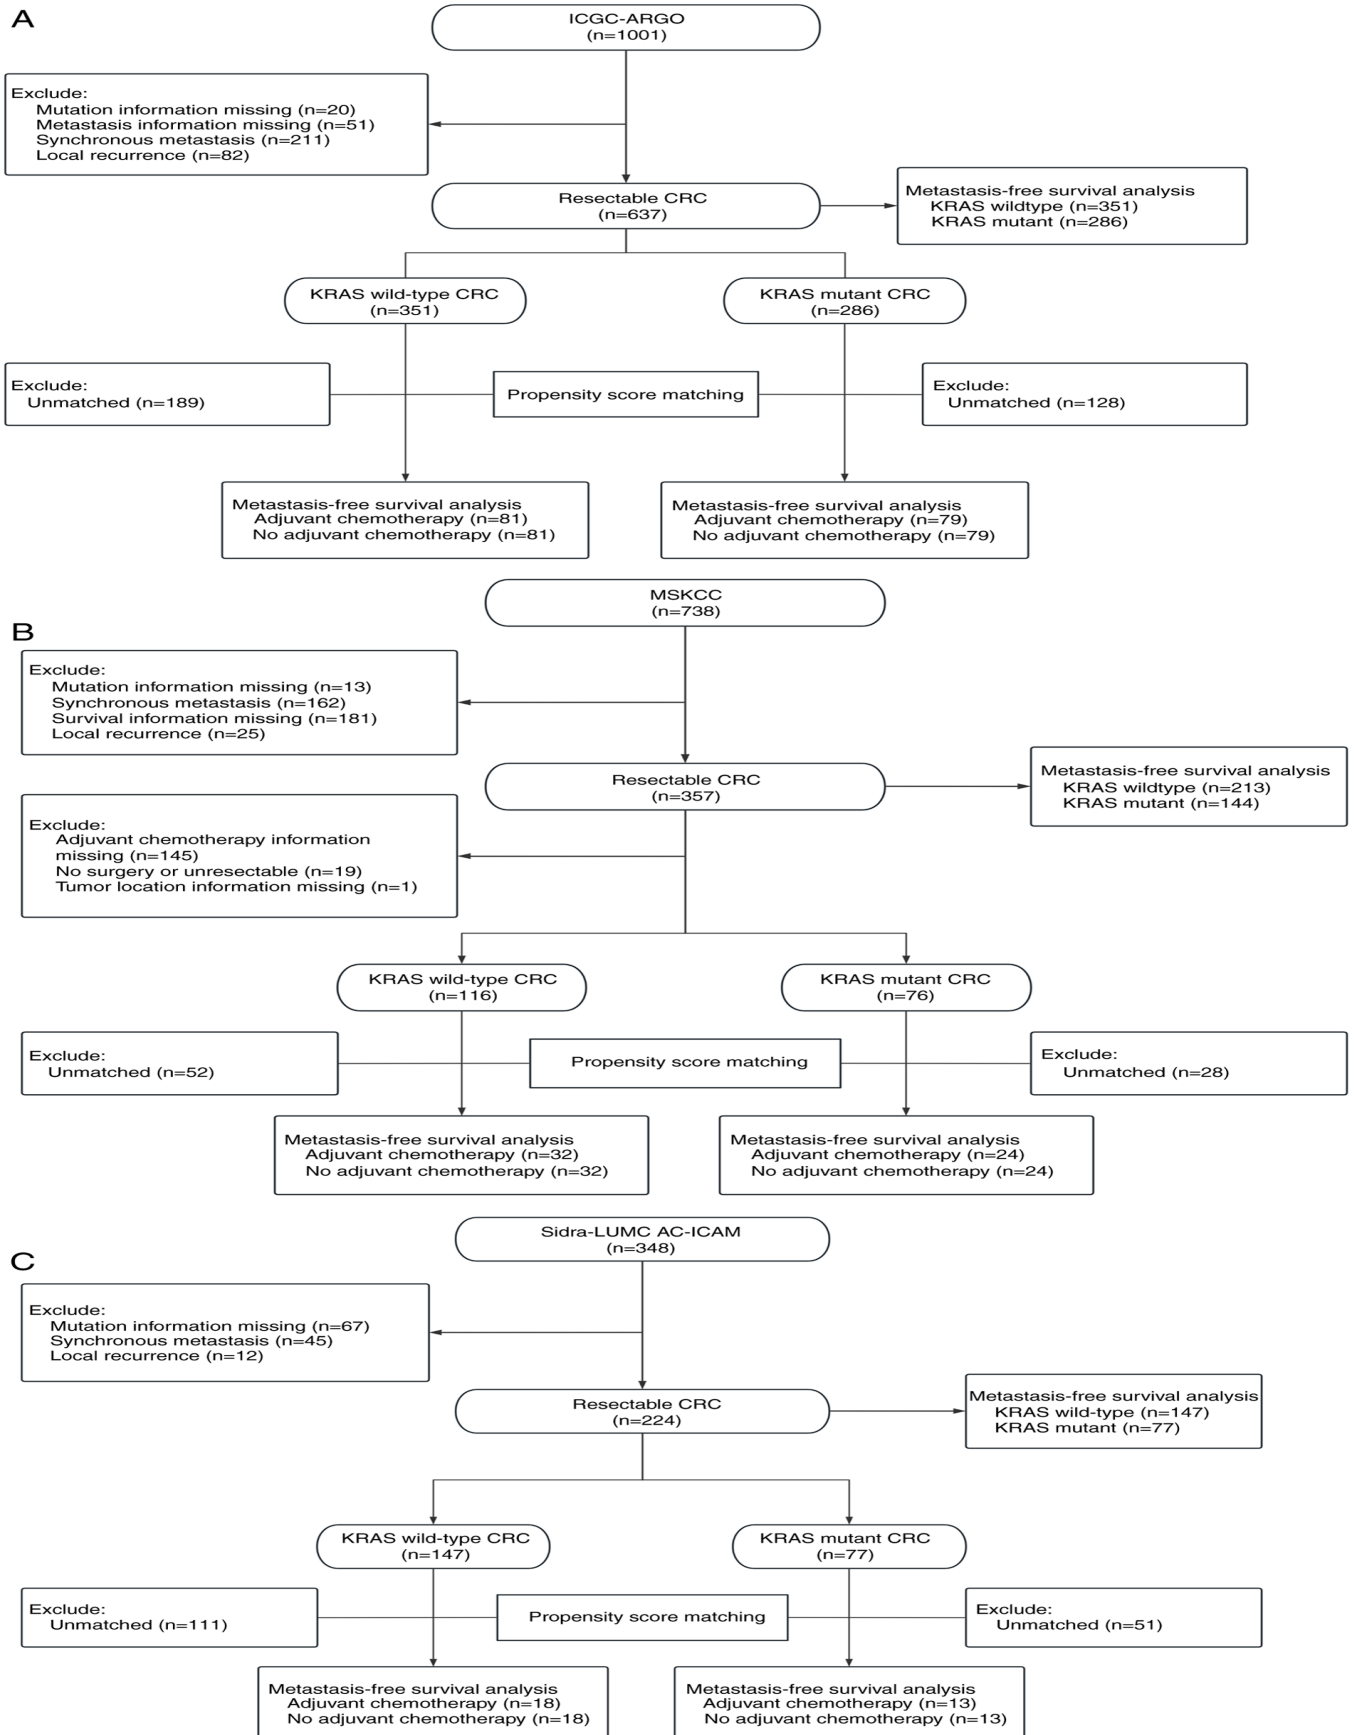 A
ICGC-ARGO
(n=1001)
Exclude:
Mutation information missing (n=20)
Metastasis information missing (n=51)
Synchronous metastasis (n=211)
Local recurrence (n=82)
Resectable CRC
(n=637)
Metastasis-free survival analysis
KRAS wildtype (n=351)
KRAS mutant (n=286)
KRAS wild-type CRC
(n=351)
KRAS mutant CRC
(n=286)
Exclude:
Unmatched (n=189)
Propensity score matching
Exclude:
Unmatched (n=128)
Metastasis-free survival analysis
Adjuvant chemotherapy (n=81)
No adjuvant chemotherapy (n=81)
Metastasis-free survival analysis
Adjuvant chemotherapy (n=79)
No adjuvant chemotherapy (n=79)
B
MSKCC
(n=738)
Exclude:
Mutation information missing (n=13)
Synchronous metastasis (n=162)
Survival information missing (n=181)
Local recurrence (n=25)
Resectable CRC
(n=357)
Metastasis-free survival analysis
KRAS wildtype (n=213)
KRAS mutant (n=144)
Exclude:
Adjuvant chemotherapy information
missing (n=145)
No surgery or unresectable (n=19)
Tumor location information missing (n=1)
KRAS wild-type CRC
(n=116)
KRAS mutant CRC
(n=76)
Exclude:
Unmatched (n=52)
Propensity score matching
Exclude:
Unmatched (n=28)
Metastasis-free survival analysis
Adjuvant chemotherapy (n=32)
No adjuvant chemotherapy (n=32)
Metastasis-free survival analysis
Adjuvant chemotherapy (n=24)
No adjuvant chemotherapy (n=24)
C
Sidra-LUMC AC-ICAM
(n=348)
Exclude:
Mutation information missing (n=67)
Synchronous metastasis (n=45)
Local recurrence (n=12)
Resectable CRC
(n=224)
Metastasis-free survival analysis
KRAS wild-type (n=147)
KRAS mutant (n=77)
KRAS wild-type CRC
(n=147)
KRAS mutant CRC
(n=77)
Exclude:
Unmatched (n=111)
Propensity score matching
Exclude:
Unmatched (n=51)
Metastasis-free survival analysis
Adjuvant chemotherapy (n=18)
No adjuvant chemotherapy (n=18)
Metastasis-free survival analysis
Adjuvant chemotherapy (n=13)
No adjuvant chemotherapy (n=13)